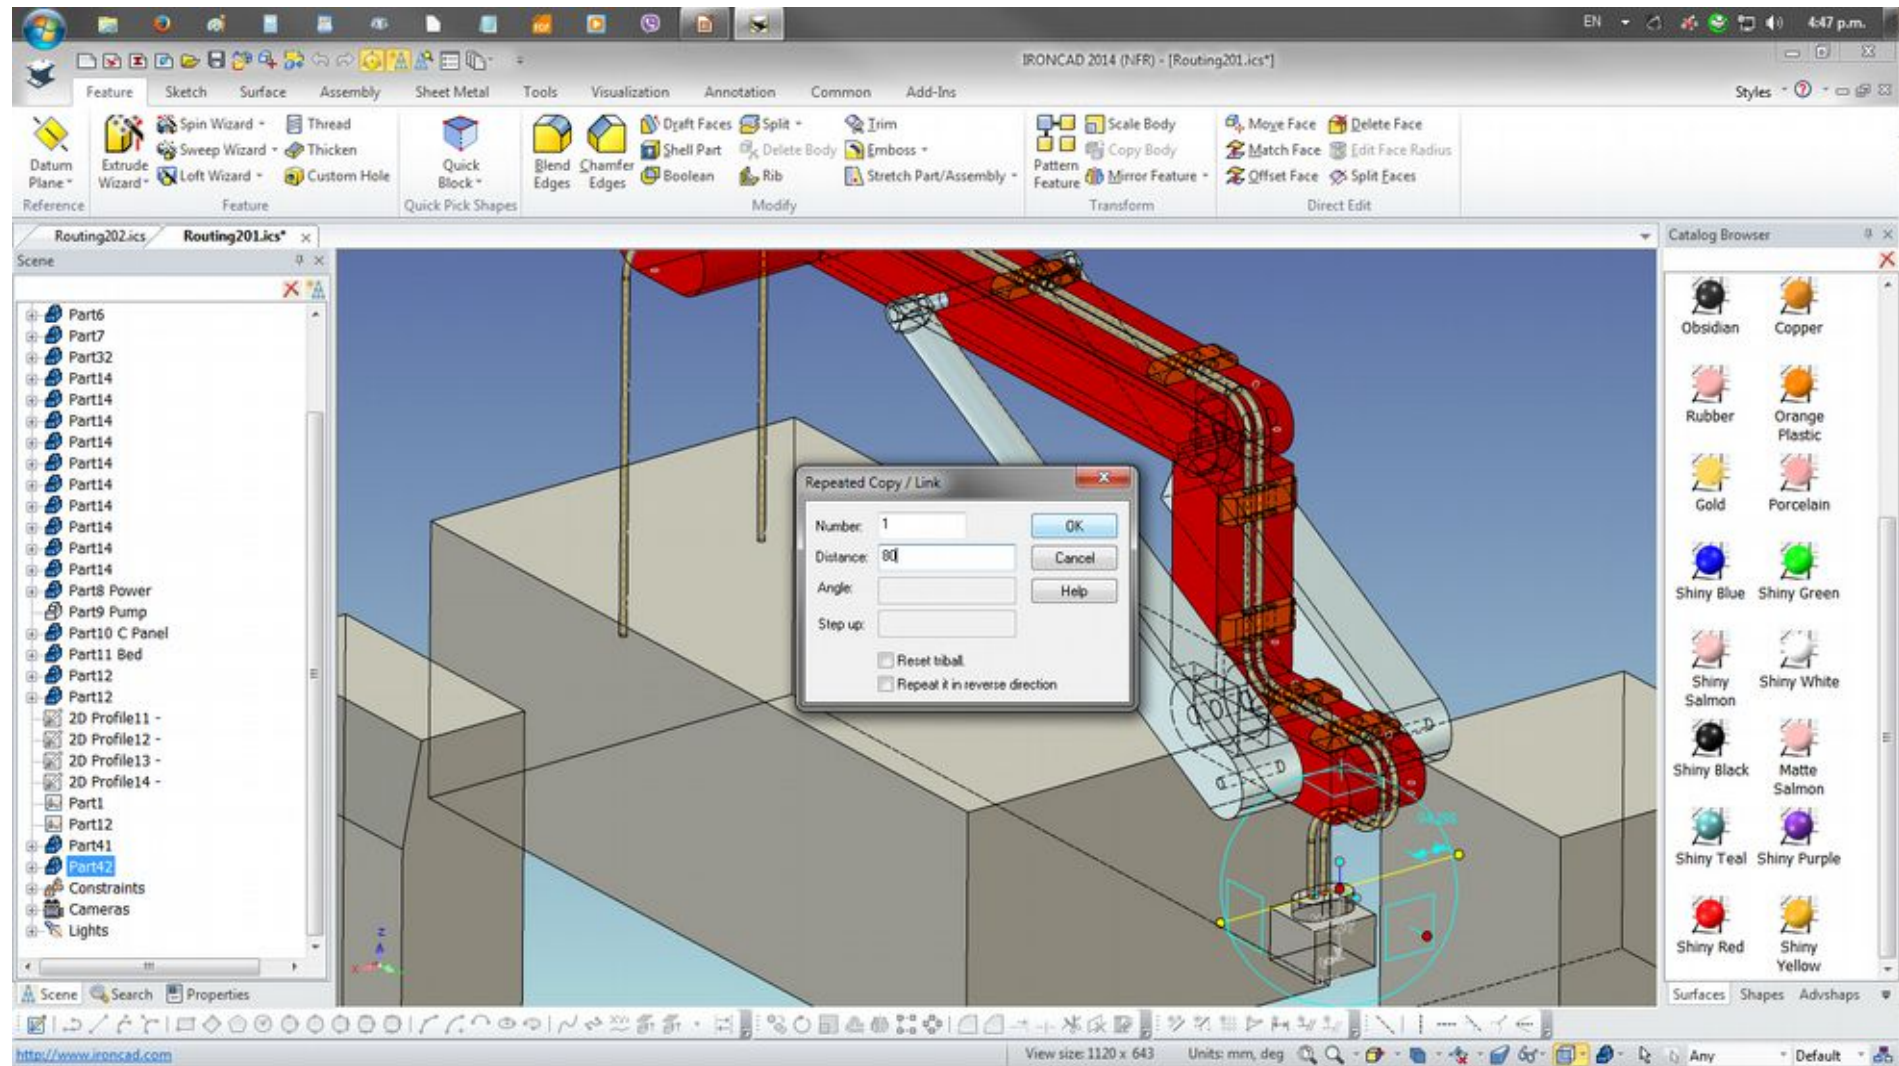 EN
4:47 p.m.
IRONCAD 2014 (NFR) - [Routing201.ics*]
Feature Sketch Surface Assembly Sheet Metal Tools Visualization Annotation Common Add-Ins
Styles
Datum Plane
Extrude Wizard
Spin Wizard
Sweep Wizard
Loft Wizard
Thread
Thicken
Custom Hole
Quick Block
Blend Edges
Chamfer Edges
Draft Faces
Shell Part
Boolean
Split
Delete Body
Rib
Trim
Emboss
Stretch Part/Assembly
Pattern Feature
Scale Body
Copy Body
Mirror Feature
Move Face
Match Face
Offset Face
Delete Face
Edit Face Radius
Split Faces
Reference
Feature
Quick Pick Shapes
Modify
Transform
Direct Edit
Routing202.ics
Routing201.ics*
Scene
Part6
Part7
Part32
Part14
Part14
Part14
Part14
Part14
Part14
Part14
Part14
Part14
Part14
Part8 Power
Part9 Pump
Part10 C Panel
Part11 Bed
Part12
Part12
2D Profile11 -
2D Profile12 -
2D Profile13 -
2D Profile14 -
Part1
Part12
Part41
Part42
Constraints
Cameras
Lights
Scene Search Properties
Z
X
Repeated Copy / Link
Number: 1
Distance: 80
Angle:
Step up:
Reset triball.
Repeat it in reverse direction
OK
Cancel
Help
Catalog Browser
Obsidian
Copper
Rubber
Orange Plastic
Gold
Porcelain
Shiny Blue
Shiny Green
Shiny Salmon
Shiny White
Shiny Black
Matte Salmon
Shiny Teal
Shiny Purple
Shiny Red
Shiny Yellow
Surfaces Shapes Advshaps
http://www.ironcad.com
View size: 1120 x 643
Units: mm, deg
Any
Default